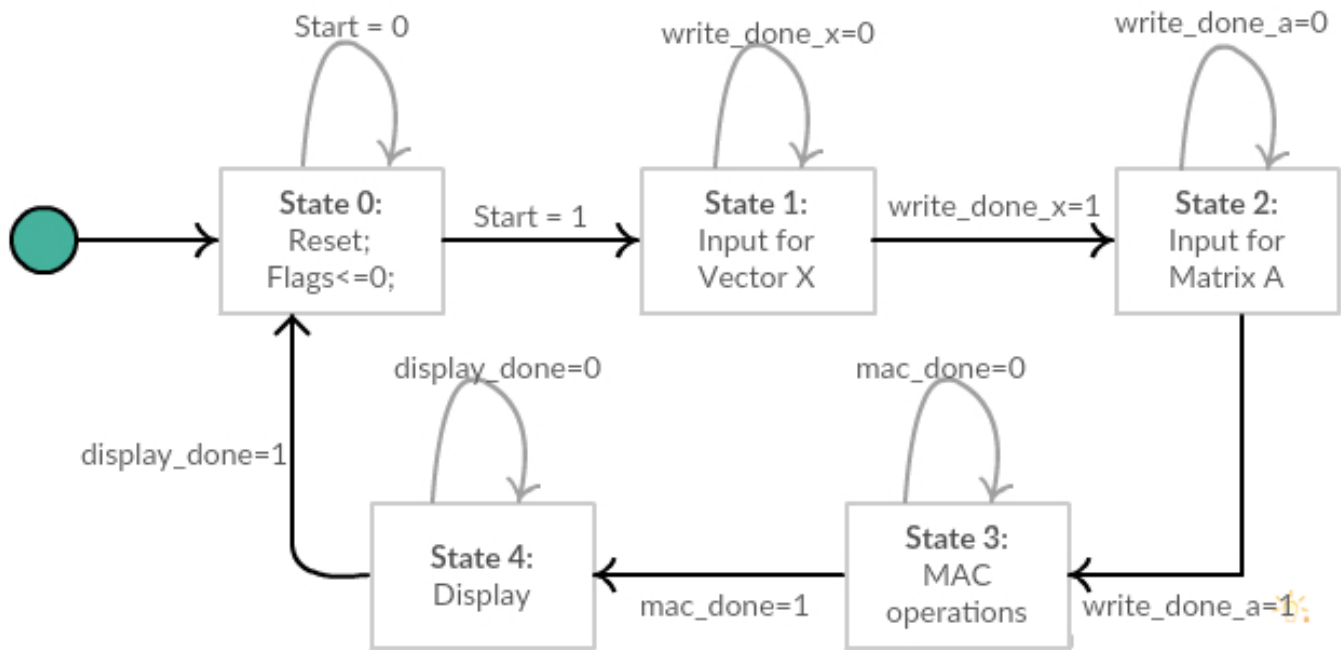 Start = 0
write_done_x=0
write_done_a=0
State 0:
Reset;
Flags<=0;
Start = 1
State 1:
Input for
Vector X
write_done_x=1
State 2:
Input for
Matrix A
display_done=0
mac_done=0
display_done=1
State 4:
Display
mac_done=1
State 3:
MAC
operations
write_done_a=1